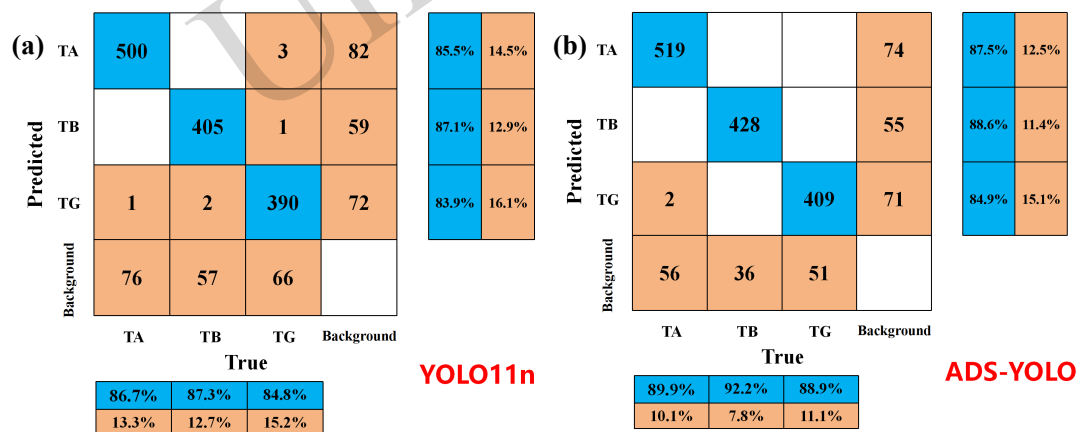 (a)
TA 500 3 82 85.5% 14.5%
TB 405 1 59 87.1% 12.9%
TG 1 2 390 72 83.9% 16.1%
Background 76 57 66
Predicted
TA TB TG Background
True
86.7% 87.3% 84.8%
13.3% 12.7% 15.2%
YOLO11n
(b)
TA 519 74 87.5% 12.5%
TB 428 55 88.6% 11.4%
TG 2 409 71 84.9% 15.1%
Background 56 36 51
Predicted
TA TB TG Background
True
89.9% 92.2% 88.9%
10.1% 7.8% 11.1%
ADS-YOLO